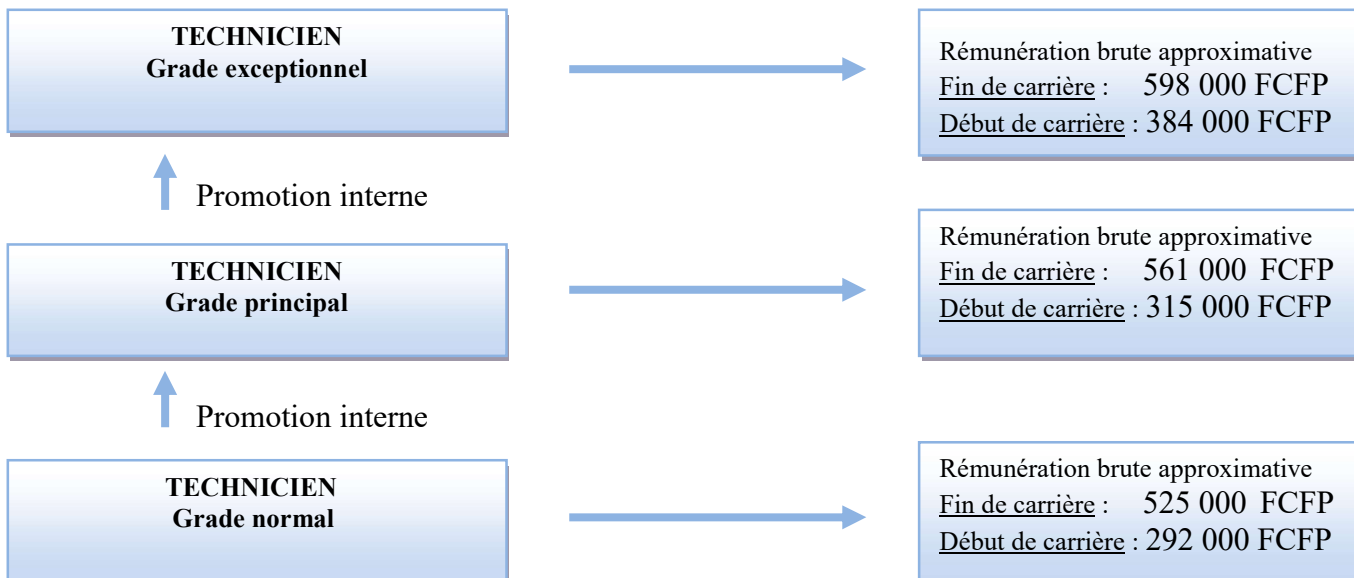 TECHNICIEN
Grade exceptionnel
Rémunération brute approximative
Fin de carrière : 598 000 FCFP
Début de carrière : 384 000 FCFP
Promotion interne
TECHNICIEN
Grade principal
Rémunération brute approximative
Fin de carrière : 561 000 FCFP
Début de carrière : 315 000 FCFP
Promotion interne
TECHNICIEN
Grade normal
Rémunération brute approximative
Fin de carrière : 525 000 FCFP
Début de carrière : 292 000 FCFP